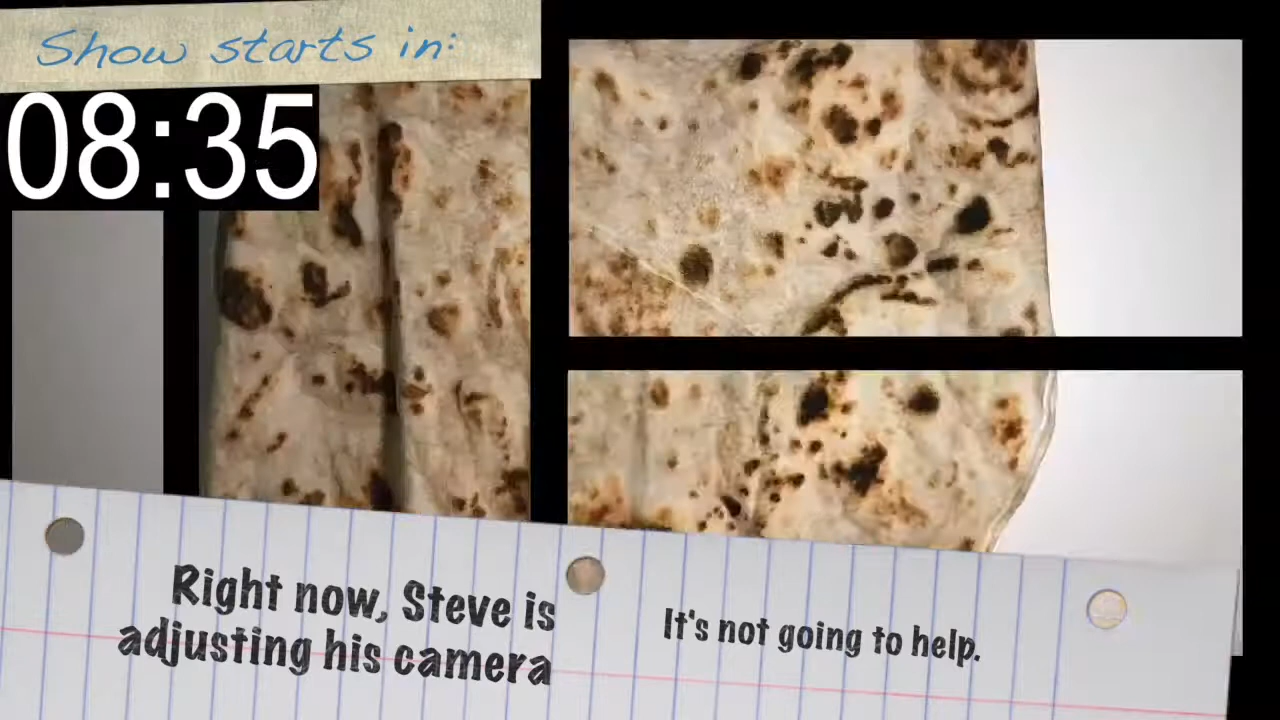 Show starts in:
08:35
Right now, Steve is
adjusting his camera
It's not going to help.